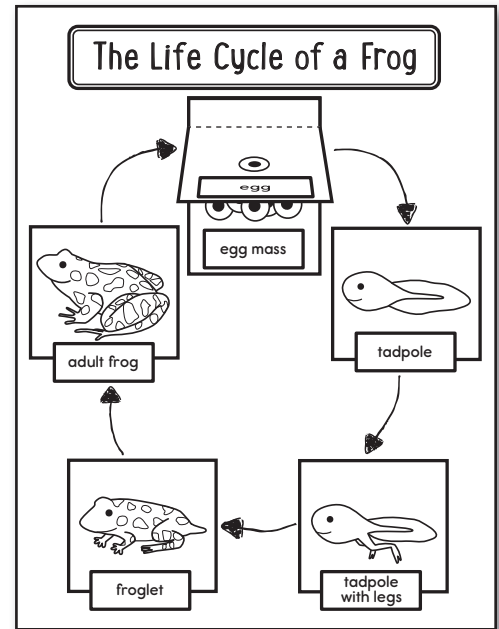 The Life Cycle of a Frog
egg
egg mass
tadpole
adult frog
tadpole
with legs
froglet